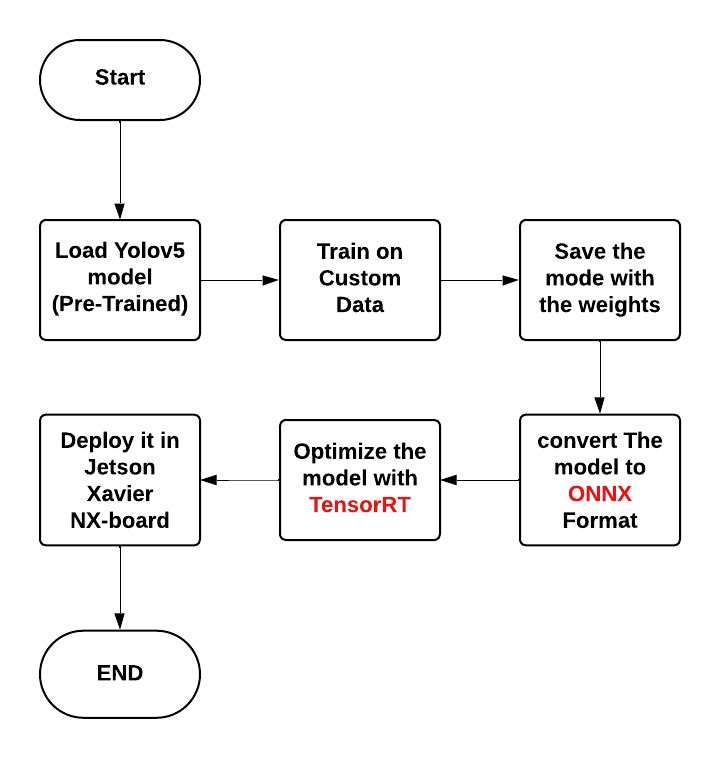 Start
Load Yolov5
model
(Pre-Trained)
Train on
Custom
Data
Save the
mode with
the weights
convert The
model to
ONNX
Format
Optimize the
model with
TensorRT
Deploy it in
Jetson
Xavier
NX-board
END